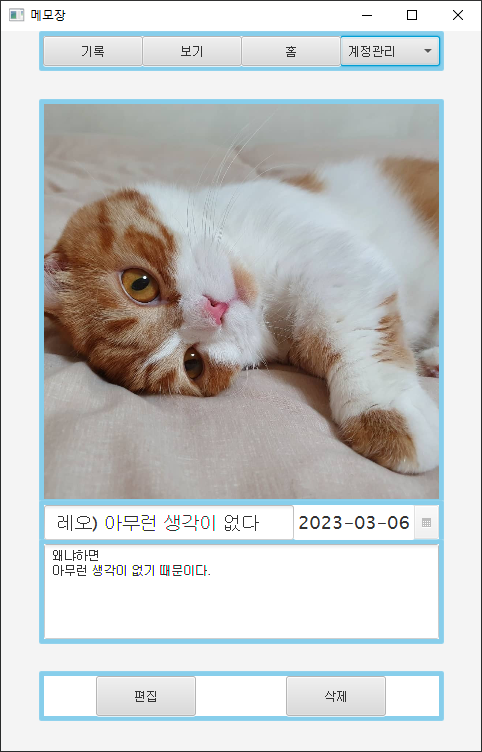 메모장
기록 보기 홈 계정관리
레오) 아무런 생각이 없다 2023-03-06
왜냐하면
아무런 생각이 없기 때문이다.
편집 삭제